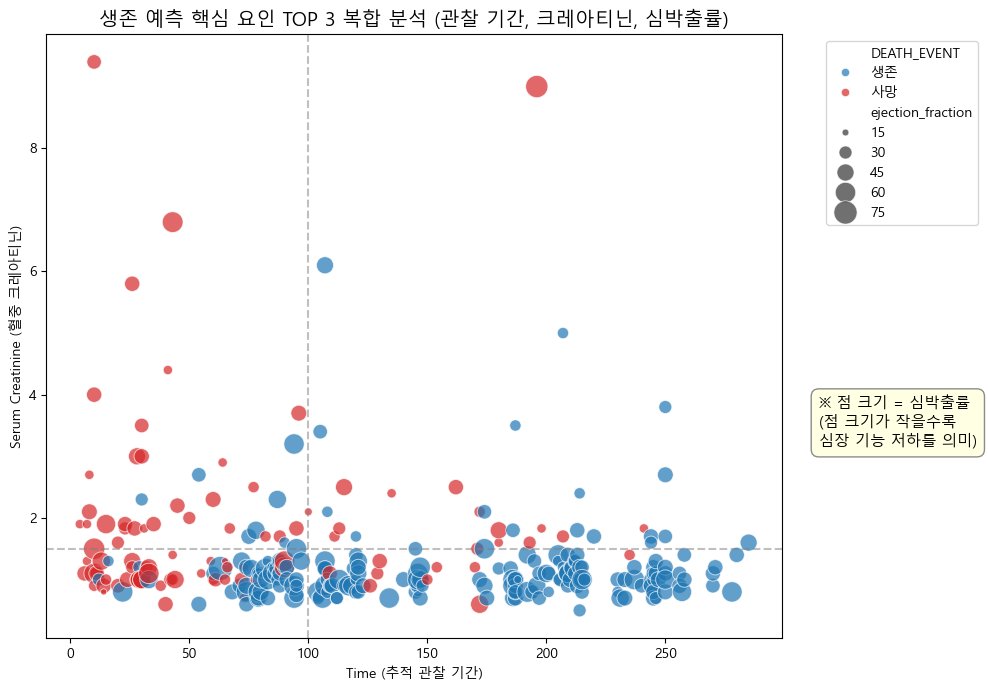 생존 예측 핵심 요인 TOP 3 복합 분석 (관찰 기간, 크레아티닌, 심박출률)
DEATH_EVENT
생존
사망
ejection_fraction
15
30
45
60
75
Serum Creatinine (혈중 크레아티닌)
8
6
4
2
※ 점 크기 = 심박출률
(점 크기가 작을수록
심장 기능 저하를 의미)
0
50
100
150
200
250
Time (추적 관찰 기간)